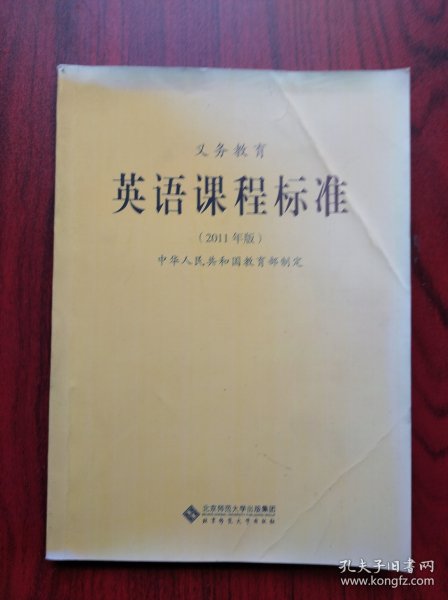 义务教育
英语课程标准
（2011年版）
中华人民共和国教育部制定
北京师范大学出版集团
北京师范大学出版社
孔夫子旧书网
www.kongfz.com